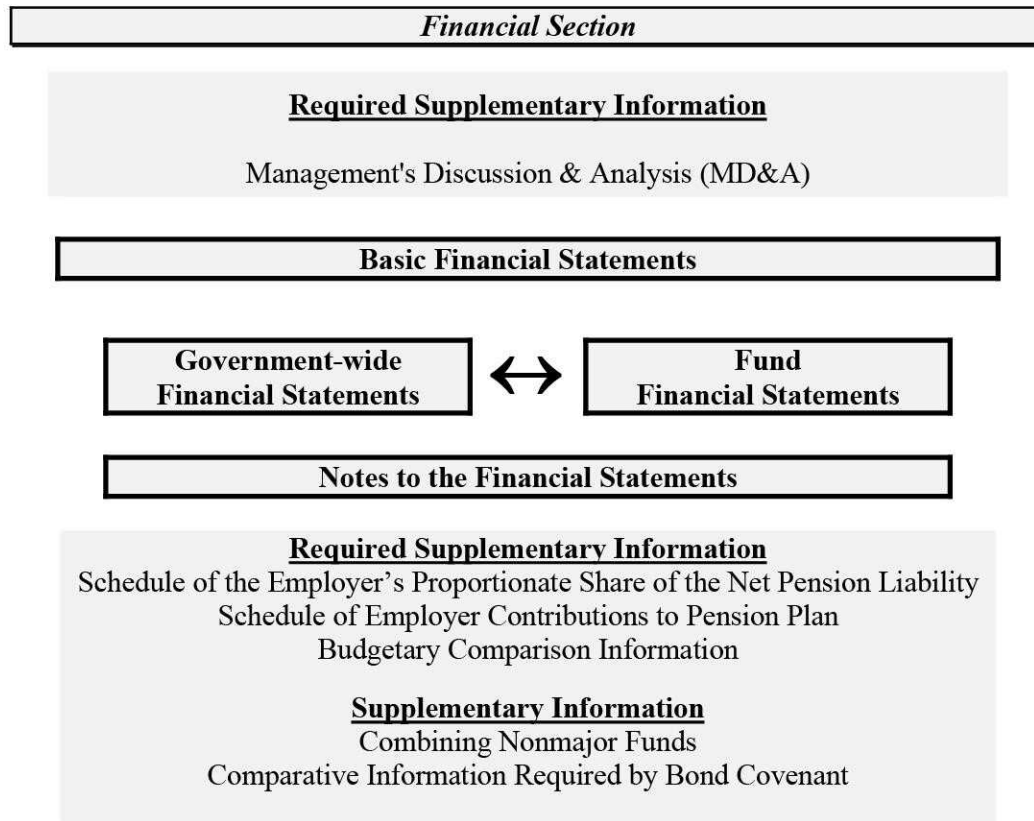 Financial Section
Required Supplementary Information
Management's Discussion & Analysis (MD&A)
Basic Financial Statements
Government-wide
Financial Statements
Fund
Financial Statements
Notes to the Financial Statements
Required Supplementary Information
Schedule of the Employer’s Proportionate Share of the Net Pension Liability
Schedule of Employer Contributions to Pension Plan
Budgetary Comparison Information
Supplementary Information
Combining Nonmajor Funds
Comparative Information Required by Bond Covenant